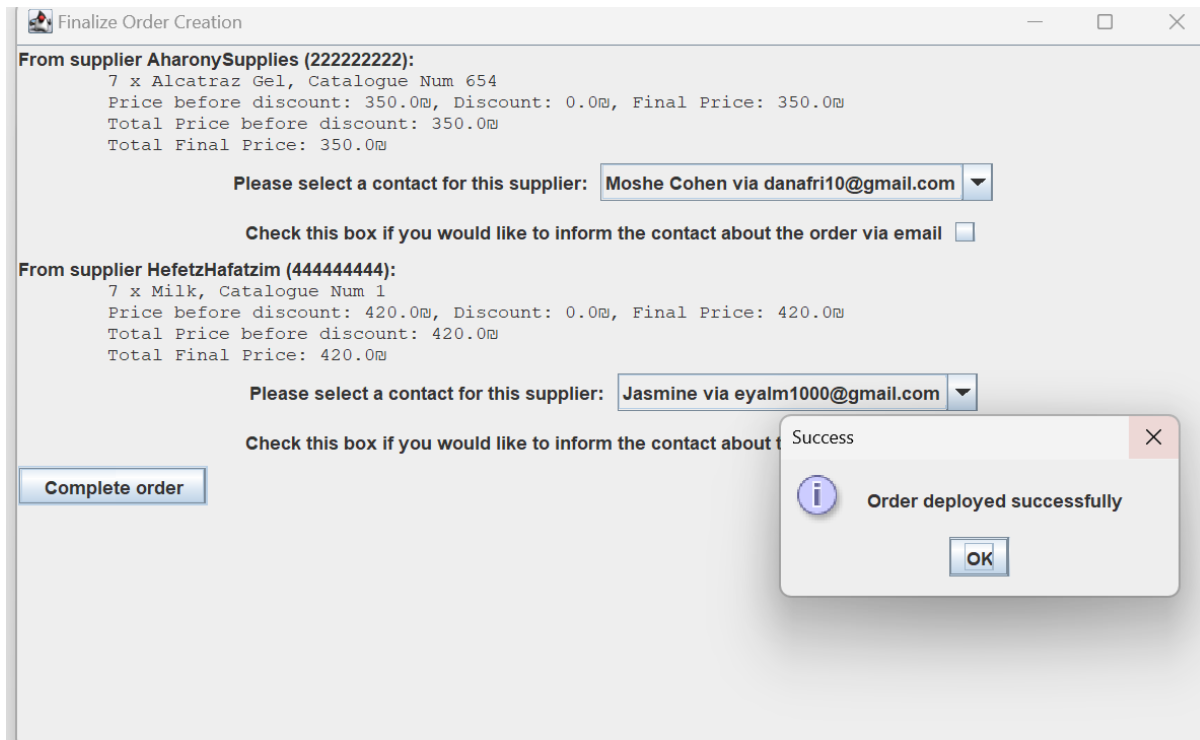 Finalize Order Creation
From supplier AharonySupplies (222222222):
7 x Alcatraz Gel, Catalogue Num 654
Price before discount: 350.0₪, Discount: 0.0₪, Final Price: 350.0₪
Total Price before discount: 350.0₪
Total Final Price: 350.0₪
Please select a contact for this supplier: Moshe Cohen via danafri10@gmail.com
Check this box if you would like to inform the contact about the order via email
From supplier HefetzHafatzim (444444444):
7 x Milk, Catalogue Num 1
Price before discount: 420.0₪, Discount: 0.0₪, Final Price: 420.0₪
Total Price before discount: 420.0₪
Total Final Price: 420.0₪
Please select a contact for this supplier: Jasmine via eyalm1000@gmail.com
Check this box if you would like to inform the contact about
Complete order
Success
Order deployed successfully
OK